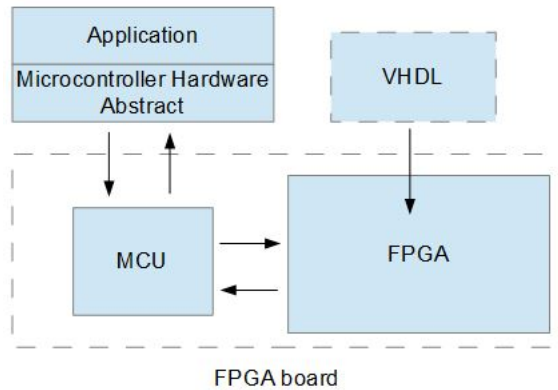 Application
Microcontroller Hardware
Abstract
VHDL
MCU
FPGA
FPGA board